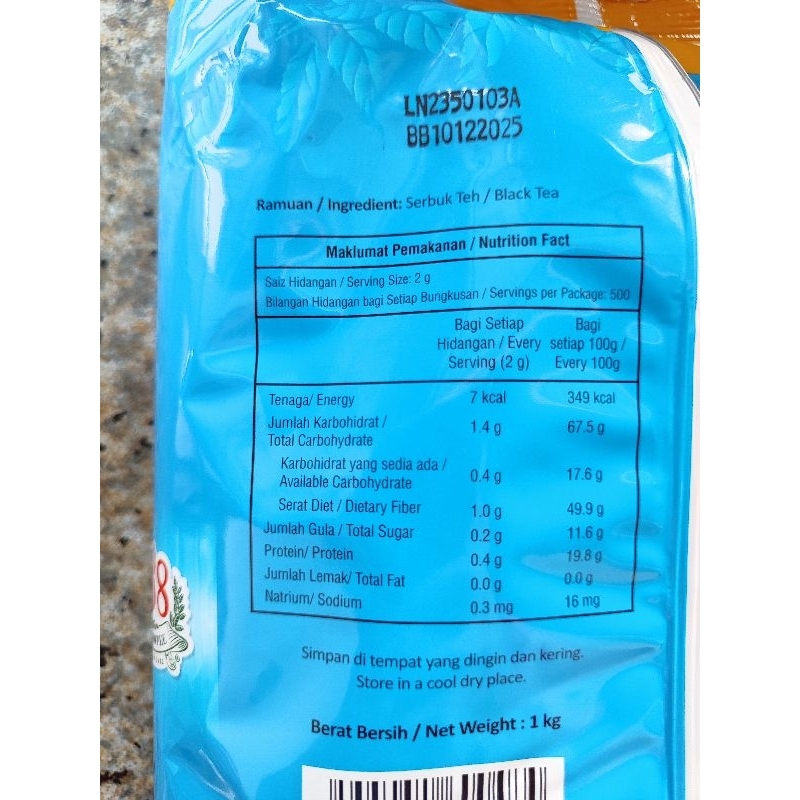 LN2350103A
BB10122025
Ramuan / Ingredient: Serbuk Teh / Black Tea
Maklumat Pemakanan / Nutrition Fact
Saiz Hidangan / Serving Size: 2 g
Bilangan Hidangan bagi Setiap Bungkusan / Servings per Package: 500
Bagi Setiap Hidangan / Every Serving (2 g)
Bagi setiap 100g / Every 100g
Tenaga/ Energy 7 kcal 349 kcal
Jumlah Karbohidrat /
Total Carbohydrate 1.4 g 67.5 g
Karbohidrat yang sedia ada /
Available Carbohydrate 0.4 g 17.6 g
Serat Diet / Dietary Fiber 1.0 g 49.9 g
Jumlah Gula / Total Sugar 0.2 g 11.6 g
Protein/ Protein 0.4 g 19.8 g
Jumlah Lemak/ Total Fat 0.0 g 0.0 g
Natrium/ Sodium 0.3 mg 16 mg
Simpan di tempat yang dingin dan kering.
Store in a cool dry place.
Berat Bersih / Net Weight : 1 kg
8